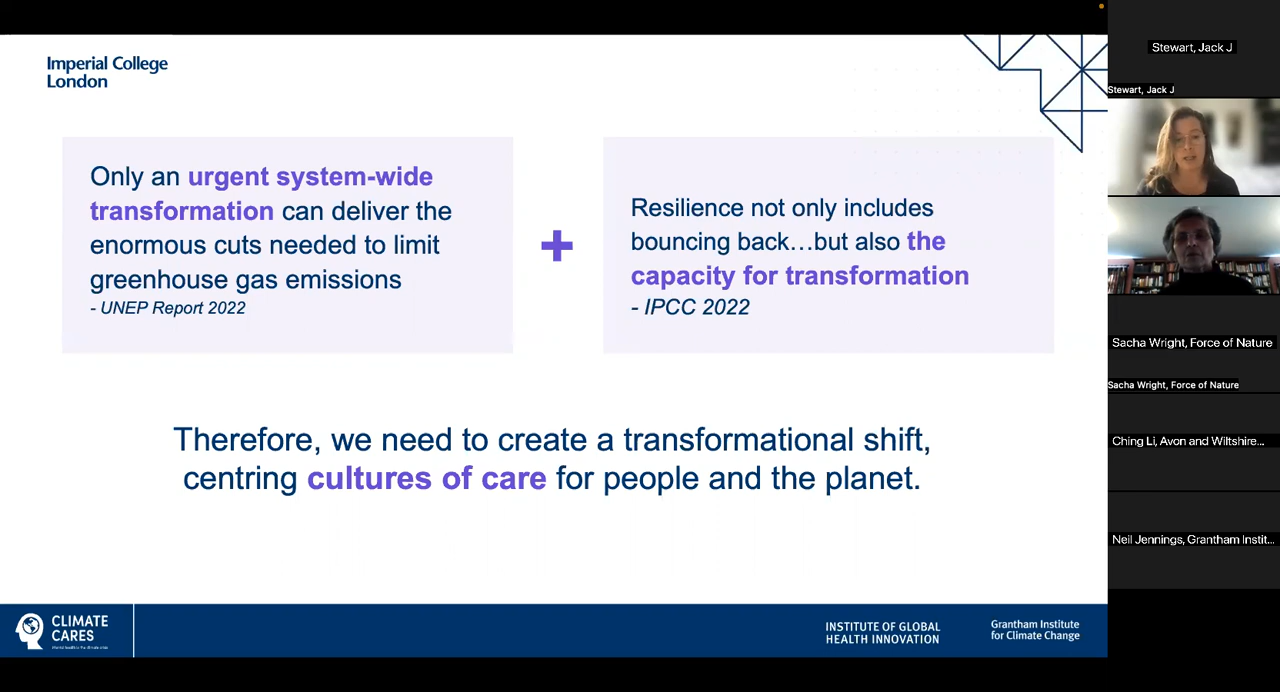 Imperial College
London
Only an urgent system-wide
transformation can deliver the
enormous cuts needed to limit
greenhouse gas emissions
- UNEP Report 2022
+
Resilience not only includes
bouncing back…but also the
capacity for transformation
- IPCC 2022
Therefore, we need to create a transformational shift,
centring cultures of care for people and the planet.
CLIMATE
CARES
INSTITUTE OF GLOBAL
HEALTH INNOVATION
Grantham Institute
for Climate Change
Stewart, Jack J
Stewart, Jack J
Sacha Wright, Force of Nature
Sacha Wright, Force of Nature
Ching Li, Avon and Wiltshire...
Neil Jennings, Grantham Instit...